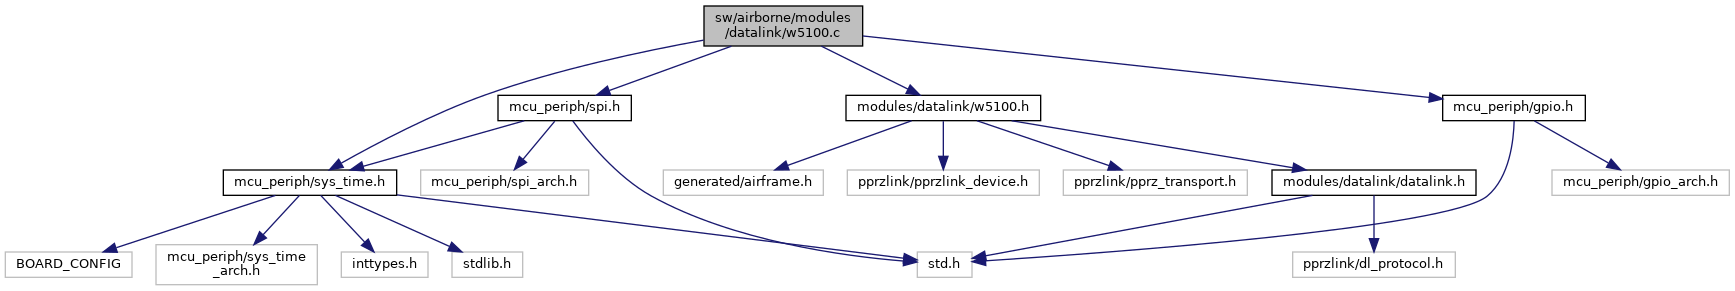 sw/airborne/modules
/datalink/w5100.c
mcu_periph/spi.h
modules/datalink/w5100.h
mcu_periph/gpio.h
mcu_periph/sys_time.h
mcu_periph/spi_arch.h
generated/airframe.h
pprzlink/pprzlink_device.h
pprzlink/pprz_transport.h
modules/datalink/datalink.h
mcu_periph/gpio_arch.h
BOARD_CONFIG
mcu_periph/sys_time
_arch.h
inttypes.h
stdlib.h
std.h
pprzlink/dl_protocol.h